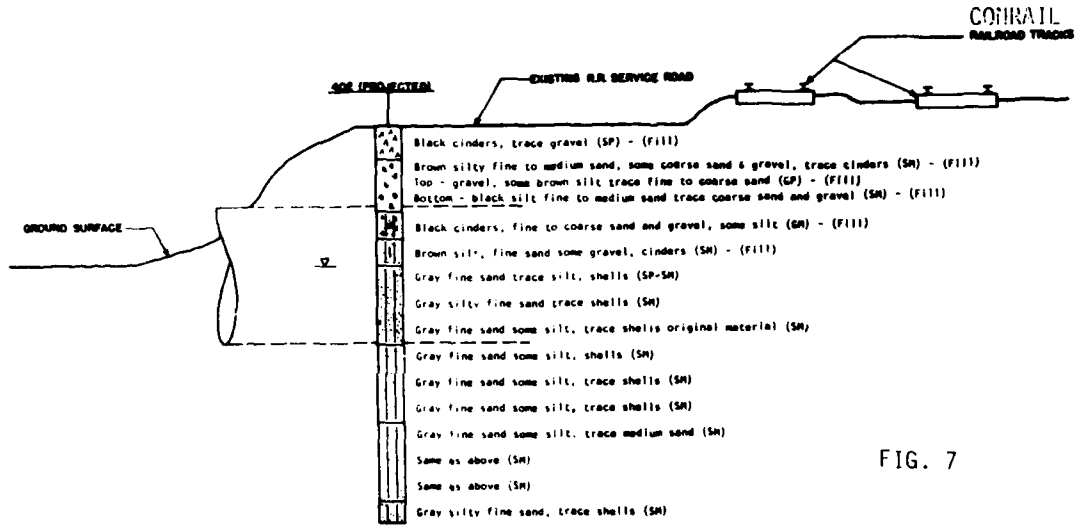 CONRAIL
RAILROAD TRACKS
402 (PROJECTED)
EXISTING R.R. SERVICE ROAD
Black cinders, trace gravel (SP) - (Fill)
Brown silty fine to medium sand, some coarse sand & gravel, trace cinders (SM) - (Fill)
Top - gravel, some brown silt trace fine to coarse sand (GP) - (Fill)
Bottom - black silt fine to medium sand trace coarse sand and gravel (SM) - (Fill)
GROUND SURFACE
Black cinders, fine to coarse sand and gravel, some silt (GM) - (Fill)
Brown silt, fine sand some gravel, cinders (SM) - (Fill)
Gray fine sand trace silt, shells (SP-SM)
Gray silty fine sand trace shells (SM)
Gray fine sand some silt, trace shells original material (SM)
Gray fine sand some silt, shells (SM)
Gray fine sand some silt, trace shells (SM)
Gray fine sand some silt, trace shells (SM)
Gray fine sand some silt, trace medium sand (SM)
Same as above (SM)
Same as above (SM)
Gray silty fine sand, trace shells (SM)
FIG. 7